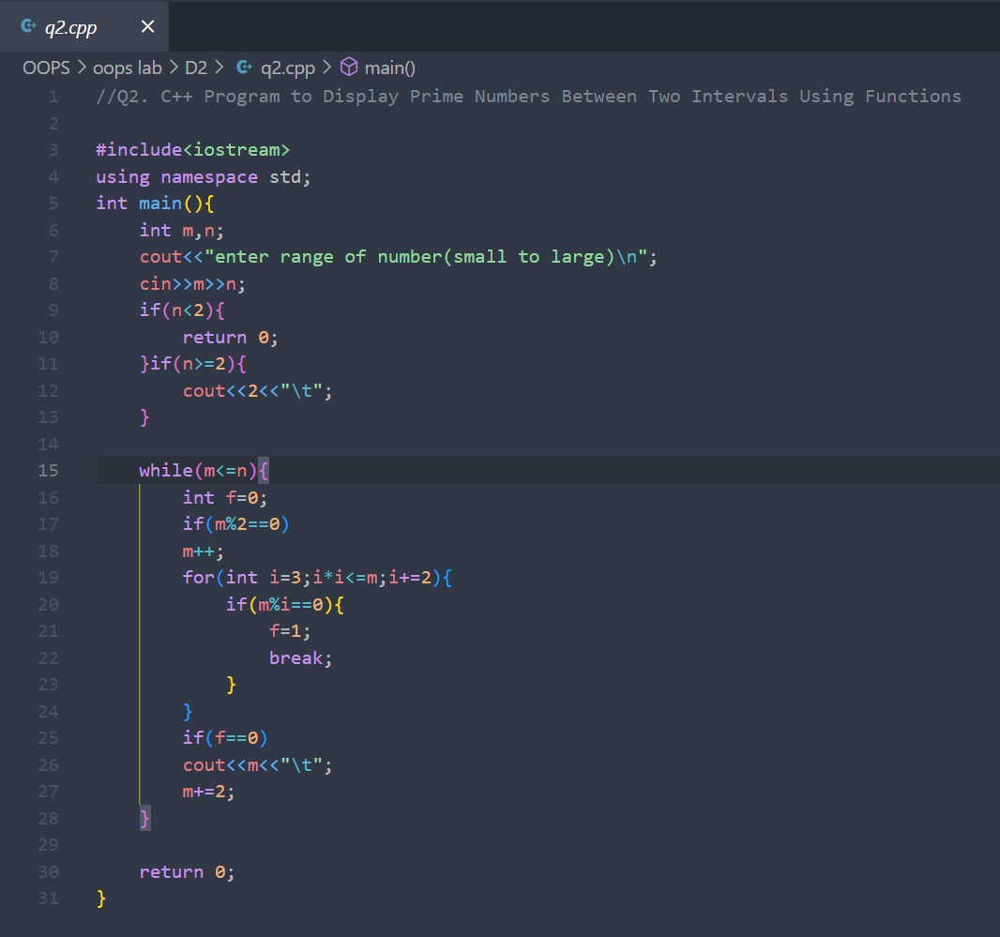 q2.cpp ×
OOPS > oops lab > D2 > q2.cpp > main()
1 //Q2. C++ Program to Display Prime Numbers Between Two Intervals Using Functions
2
3 #include<iostream>
4 using namespace std;
5 int main(){
6     int m,n;
7     cout<<"enter range of number(small to large)\n";
8     cin>>m>>n;
9     if(n<2){
10         return 0;
11     }if(n>=2){
12         cout<<2<<"\t";
13     }
14
15     while(m<=n){
16         int f=0;
17         if(m%2==0)
18         m++;
19         for(int i=3;i*i<=m;i+=2){
20             if(m%i==0){
21                 f=1;
22                 break;
23             }
24         }
25         if(f==0)
26         cout<<m<<"\t";
27         m+=2;
28     }
29
30     return 0;
31 }